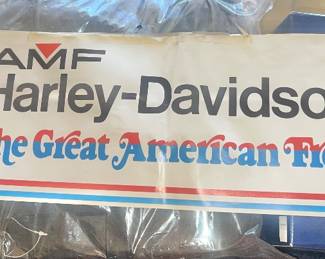 AMF
Harley-Davidso
he Great American Fr